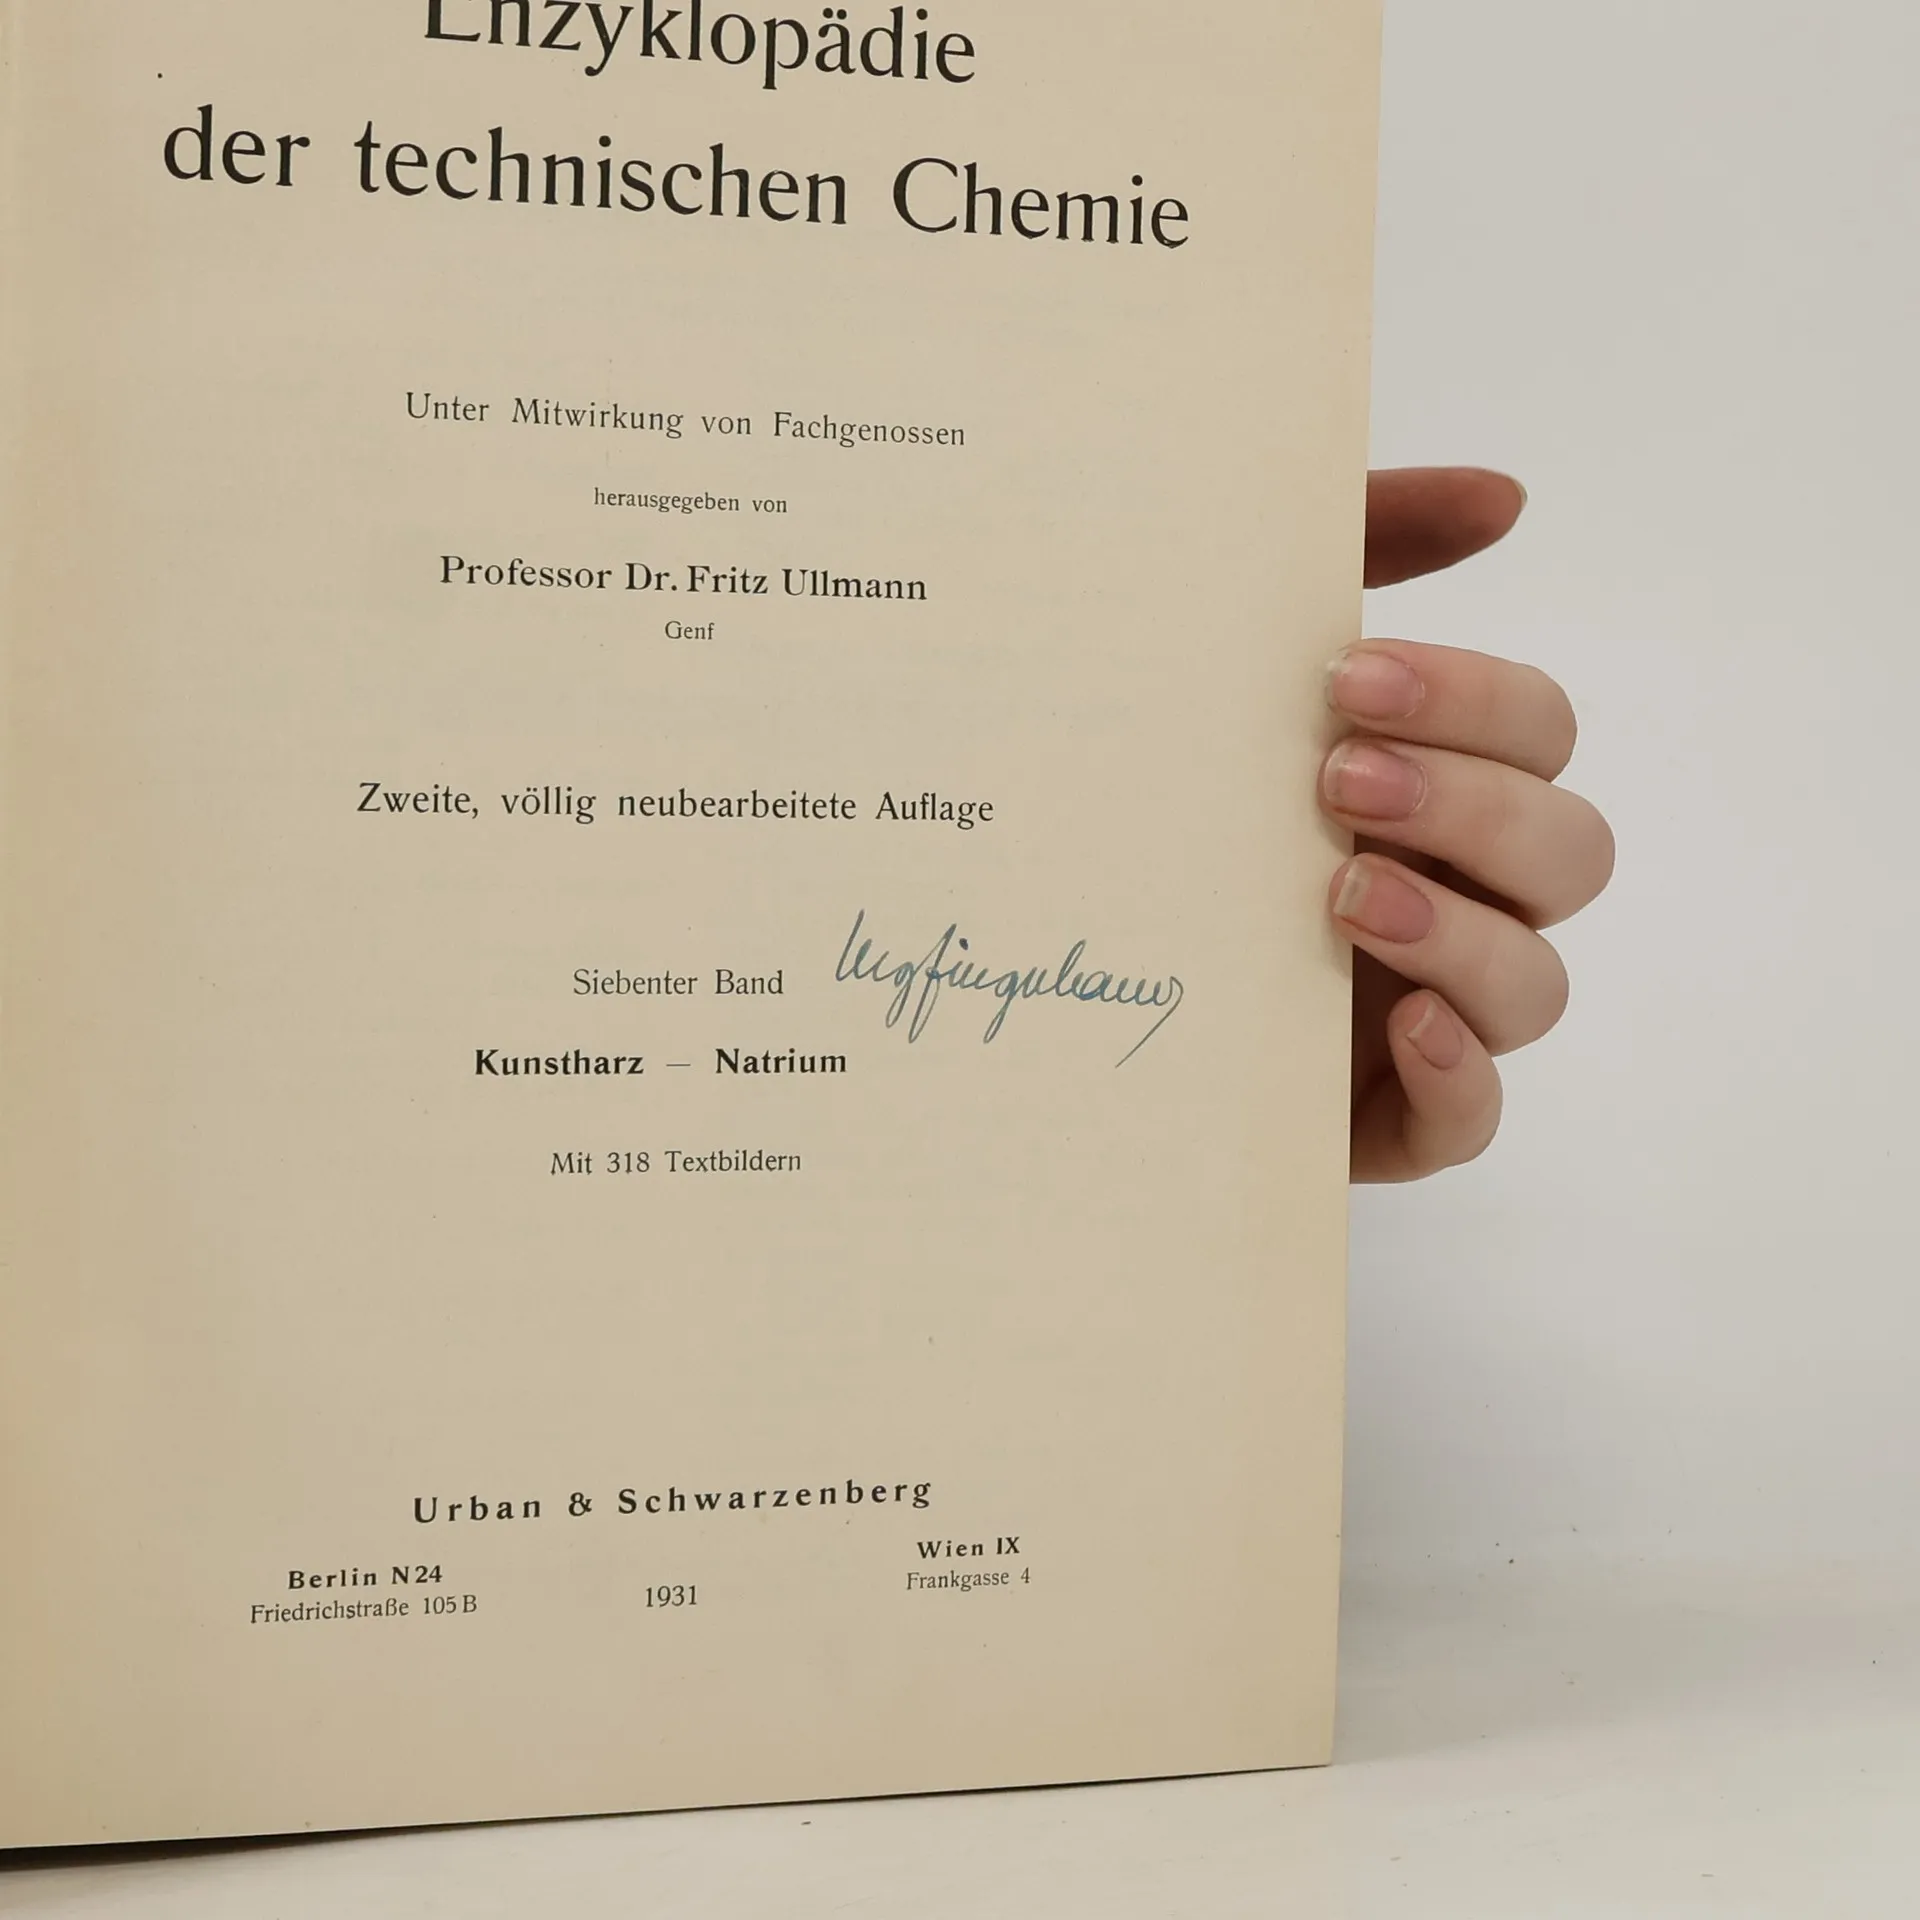 Enzyklopädie
der technischen Chemie
Unter Mitwirkung von Fachgenossen
herausgegeben von
Professor Dr. Fritz Ullmann
Genf
Zweite, völlig neubearbeitete Auflage
Siebenter Band
Kunstharz — Natrium
Mit 318 Textbildern
Urban & Schwarzenberg
Berlin N 24
Friedrichstraße 105 B
1931
Wien IX
Frankgasse 4